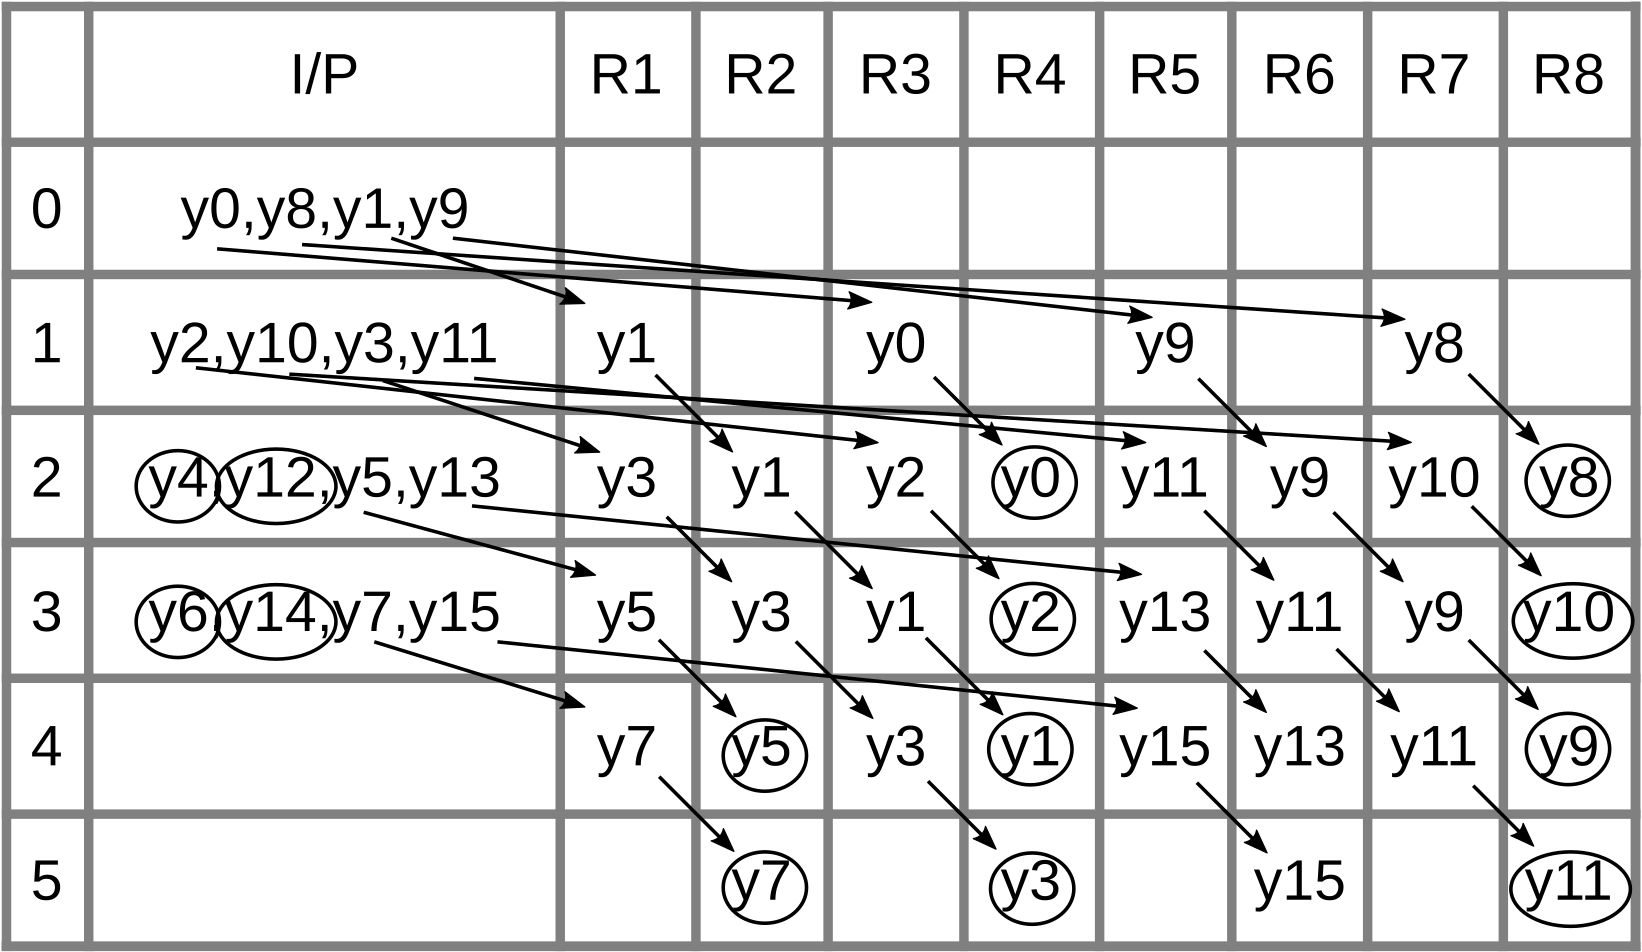 I/P R1 R2 R3 R4 R5 R6 R7 R8
0 y0,y8,y1,y9
1 y2,y10,y3,y11 y1 y0 y9 y8
2 y4,y12,y5,y13 y3 y1 y2 y0 y11 y9 y10 y8
3 y6,y14,y7,y15 y5 y3 y1 y2 y13 y11 y9 y10
4 y7 y5 y3 y1 y15 y13 y11 y9
5 y7 y3 y15 y11